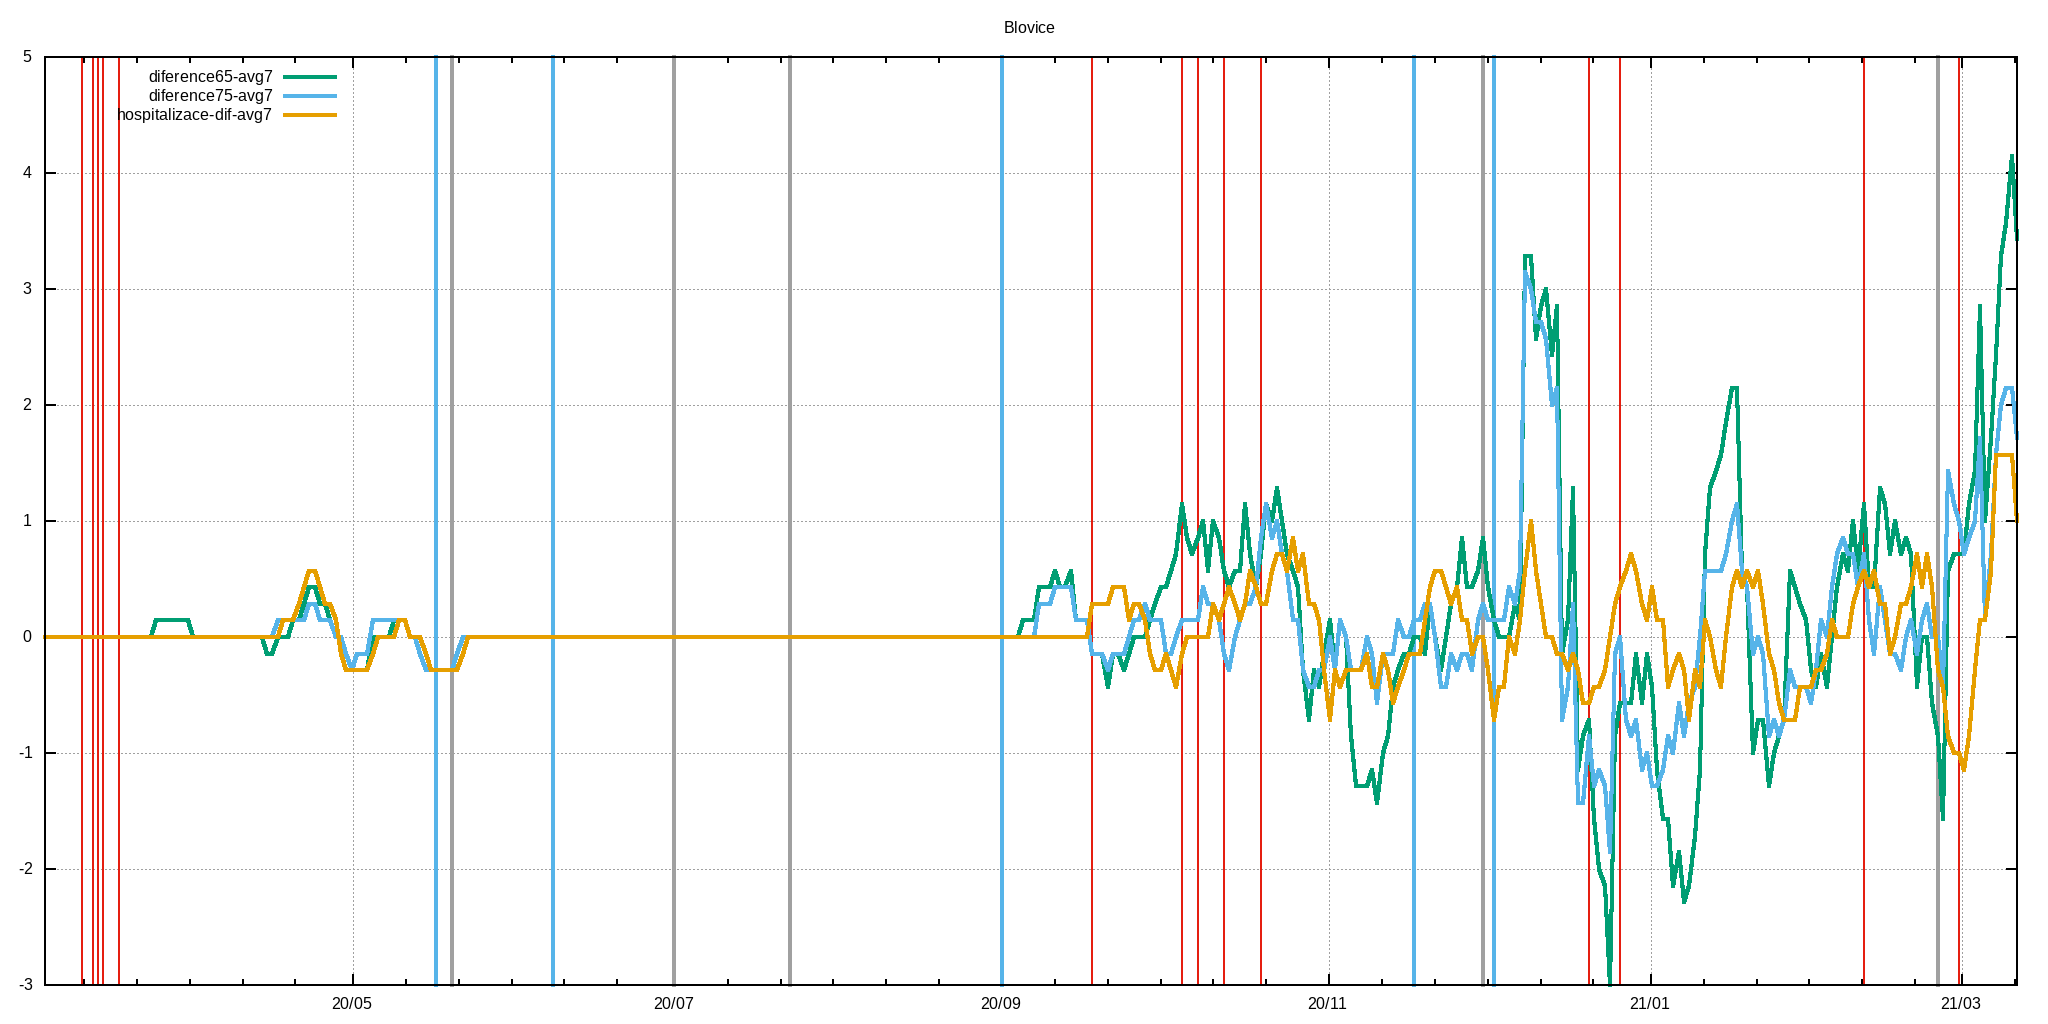 Blovice
5
diference65-avg7
diference75-avg7
hospitalizace-dif-avg7
4
3
2
1
0
-1
-2
-3
20/05 20/07 20/09 20/11 21/01 21/03